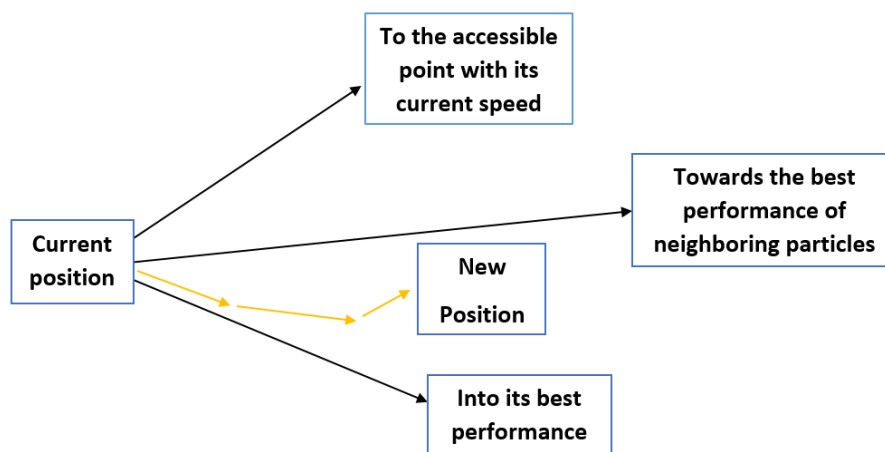 To the accessible
point with its
current speed
Towards the best
performance of
neighboring particles
Current
position
New
Position
Into its best
performance